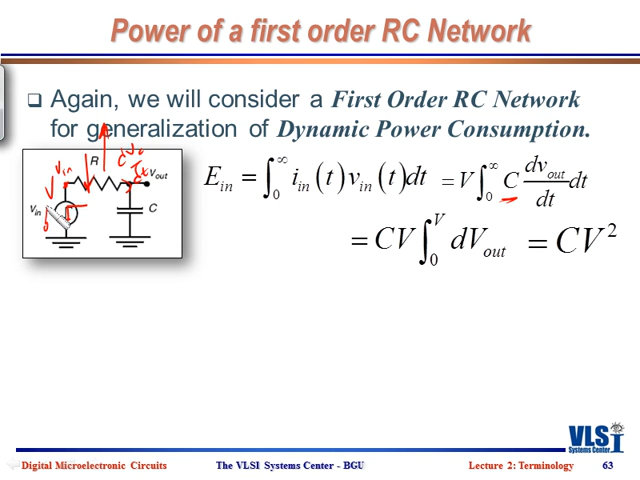 Power of a first order RC Network
Again, we will consider a First Order RC Network
for generalization of Dynamic Power Consumption.
R
V_in
V_out
v_in
C
E_in = ∫_0^∞ i_in(t) v_in(t) dt = V ∫_0^∞ C dv_out/dt dt
= CV ∫_0^V dV_out = CV^2
VLSI
Systems Center
Digital Microelectronic Circuits
The VLSI Systems Center - BGU
Lecture 2: Terminology
63